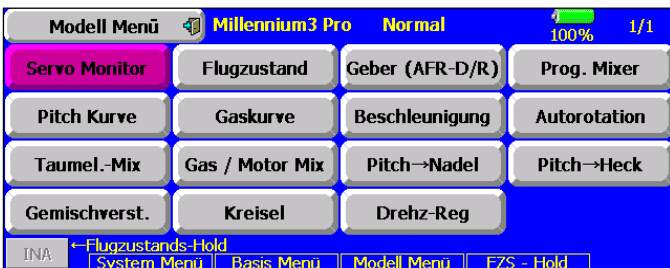 Modell Menü Millennium3 Pro Normal 100% 1/1
Servo Monitor Flugzustand Geber (AFR-D/R) Prog. Mixer
Pitch Kurve Gaskurve Beschleunigung Autorotation
Taumel.-Mix Gas / Motor Mix Pitch→Nadel Pitch→Heck
Gemischverst. Kreisel Drehz-Reg
INA ←Flugzustands-Hold
System Menü Basis Menü Modell Menü FZS - Hold